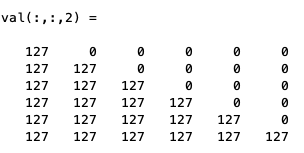 val(:,:,2) =
127 0 0 0 0 0
127 127 0 0 0 0
127 127 127 0 0 0
127 127 127 127 0 0
127 127 127 127 127 0
127 127 127 127 127 127